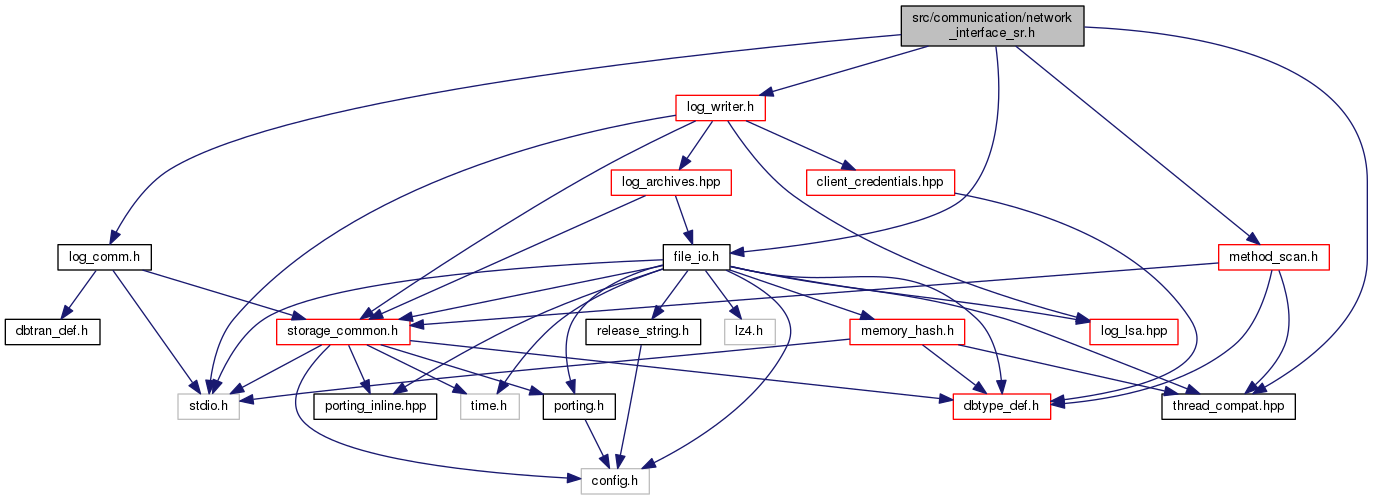 src/communication/network
_interface_sr.h
log_writer.h
log_archives.hpp
client_credentials.hpp
log_comm.h
file_io.h
method_scan.h
dbtran_def.h
storage_common.h
release_string.h
lz4.h
memory_hash.h
log_lsa.hpp
stdio.h
porting_inline.hpp
time.h
porting.h
dbtype_def.h
thread_compat.hpp
config.h